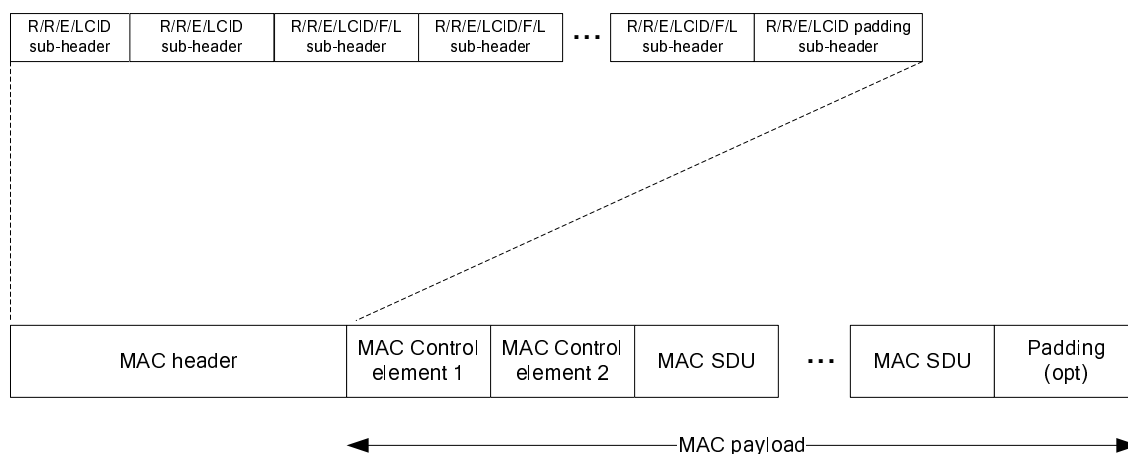 R/R/E/LCID
sub-header
R/R/E/LCID
sub-header
R/R/E/LCID/F/L
sub-header
R/R/E/LCID/F/L
sub-header
...
R/R/E/LCID/F/L
sub-header
R/R/E/LCID padding
sub-header
MAC header
MAC Control
element 1
MAC Control
element 2
MAC SDU
...
MAC SDU
Padding
(opt)
MAC payload